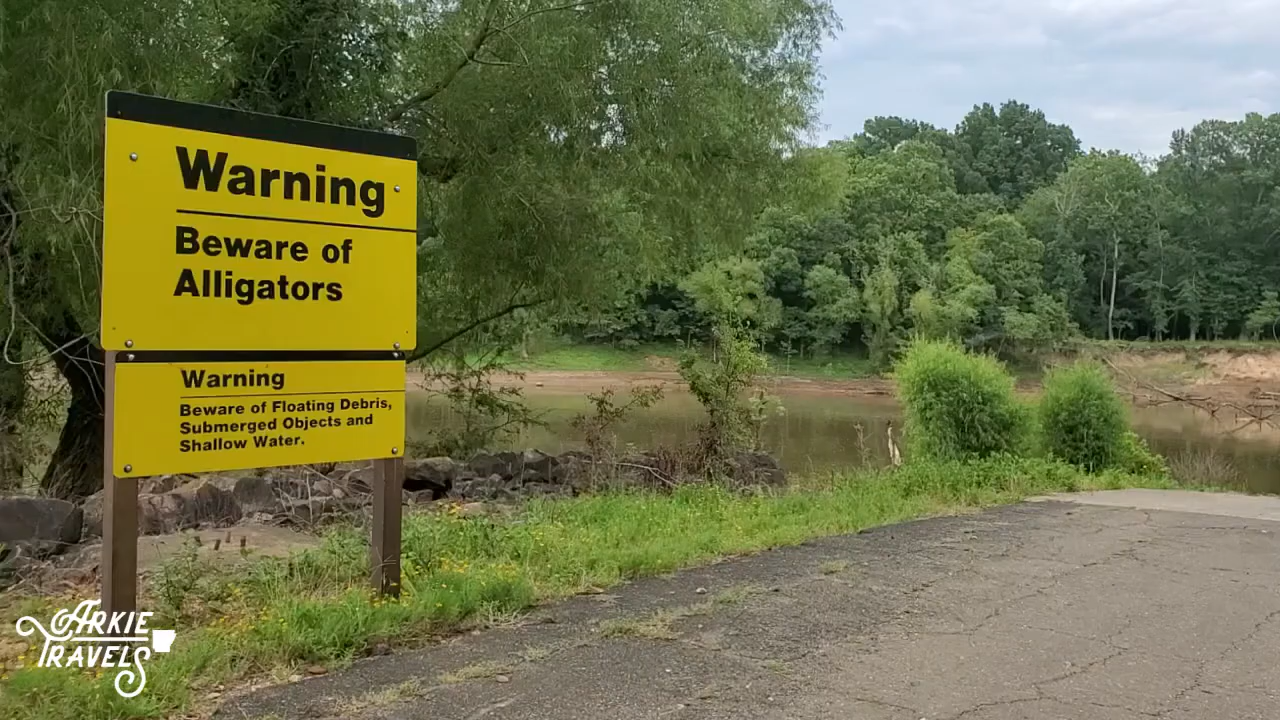 Warning
Beware of
Alligators
Warning
Beware of Floating Debris,
Submerged Objects and
Shallow Water.
ARKIE
TRAVELS